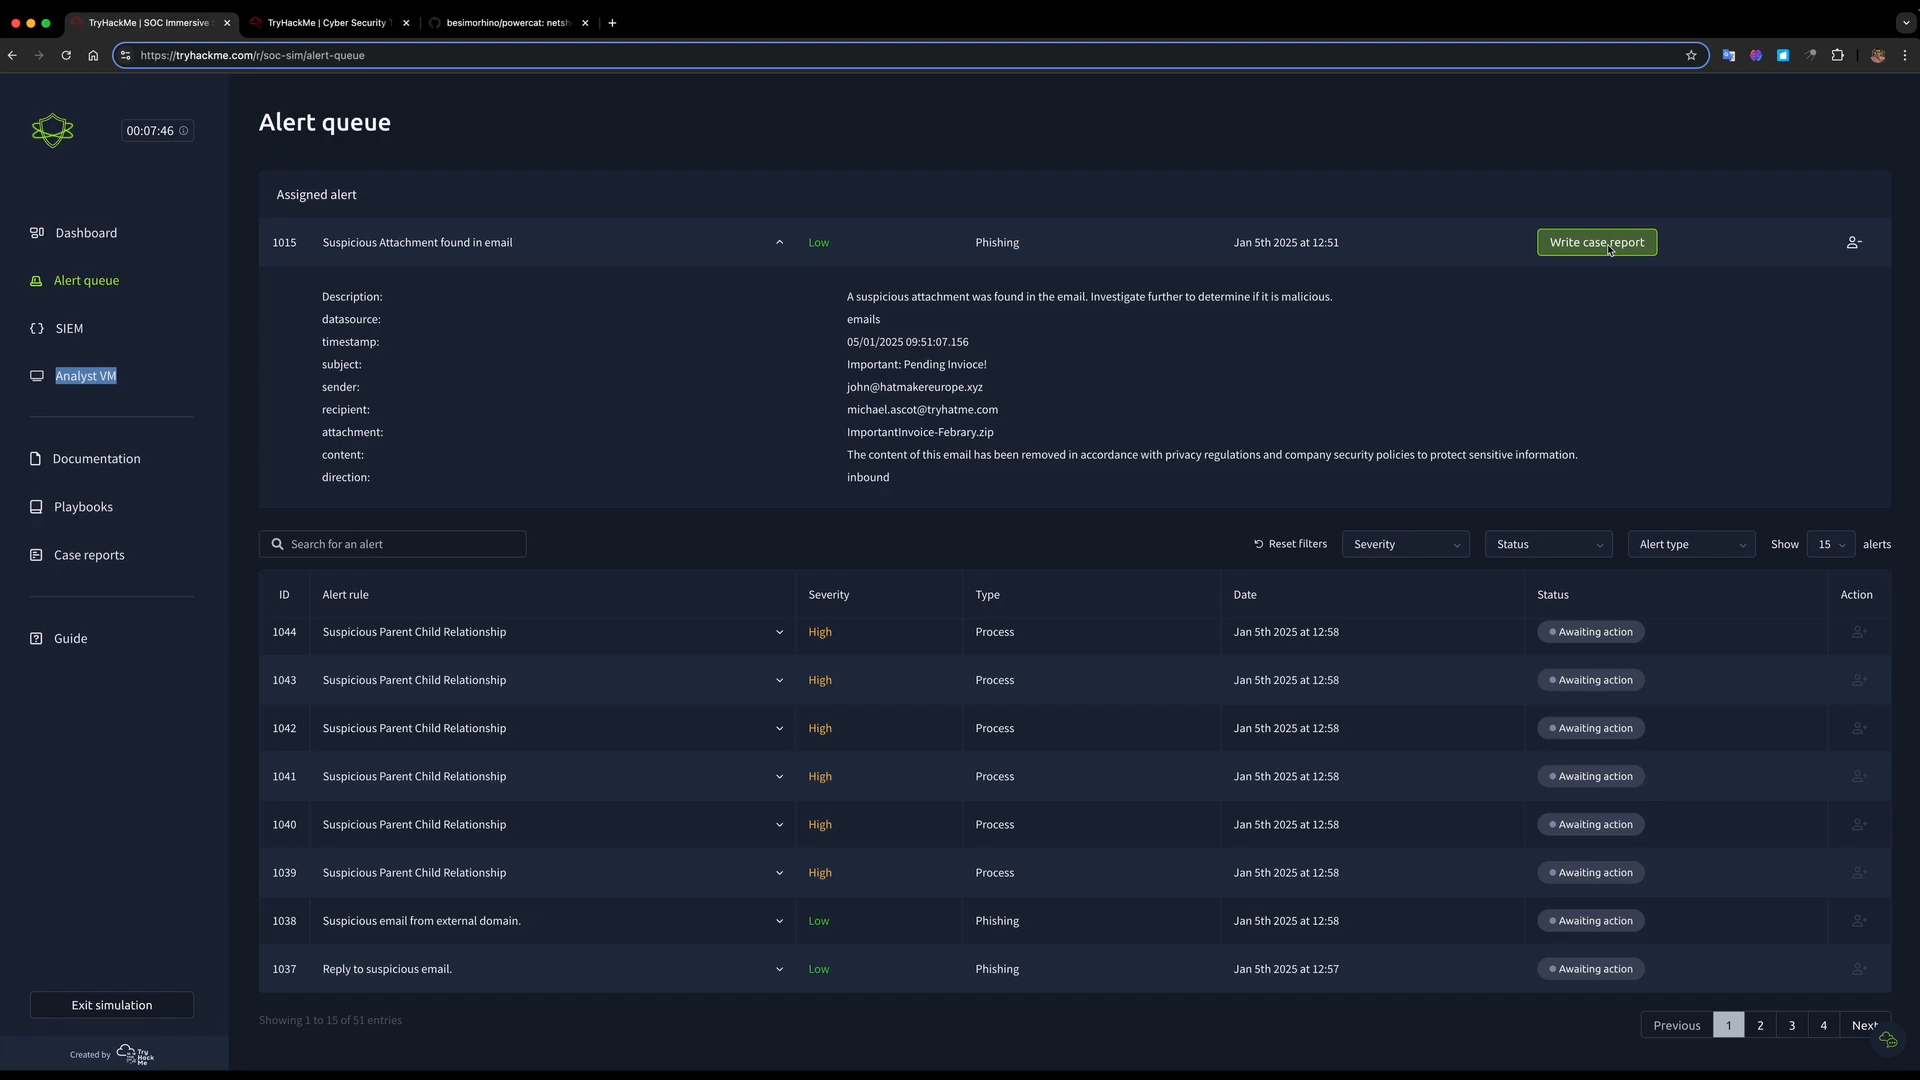 TryHackMe | SOC Immersive
TryHackMe | Cyber Security
besimorhino/powercat: netsh
https://tryhackme.com/r/soc-sim/alert-queue
00:07:46
Dashboard
Alert queue
SIEM
Analyst VM
Documentation
Playbooks
Case reports
Guide
Exit simulation
Created by Try Hack Me
Alert queue
Assigned alert
1015 Suspicious Attachment found in email Low Phishing Jan 5th 2025 at 12:51 Write case report
Description: A suspicious attachment was found in the email. Investigate further to determine if it is malicious.
datasource: emails
timestamp: 05/01/2025 09:51:07.156
subject: Important: Pending Invioce!
sender: john@hatmakereurope.xyz
recipient: michael.ascot@tryhatme.com
attachment: ImportantInvoice-Febrary.zip
content: The content of this email has been removed in accordance with privacy regulations and company security policies to protect sensitive information.
direction: inbound
Search for an alert Reset filters Severity Status Alert type Show 15 alerts
ID Alert rule Severity Type Date Status Action
1044 Suspicious Parent Child Relationship High Process Jan 5th 2025 at 12:58 Awaiting action
1043 Suspicious Parent Child Relationship High Process Jan 5th 2025 at 12:58 Awaiting action
1042 Suspicious Parent Child Relationship High Process Jan 5th 2025 at 12:58 Awaiting action
1041 Suspicious Parent Child Relationship High Process Jan 5th 2025 at 12:58 Awaiting action
1040 Suspicious Parent Child Relationship High Process Jan 5th 2025 at 12:58 Awaiting action
1039 Suspicious Parent Child Relationship High Process Jan 5th 2025 at 12:58 Awaiting action
1038 Suspicious email from external domain. Low Phishing Jan 5th 2025 at 12:58 Awaiting action
1037 Reply to suspicious email. Low Phishing Jan 5th 2025 at 12:57 Awaiting action
Showing 1 to 15 of 51 entries
Previous 1 2 3 4 Next